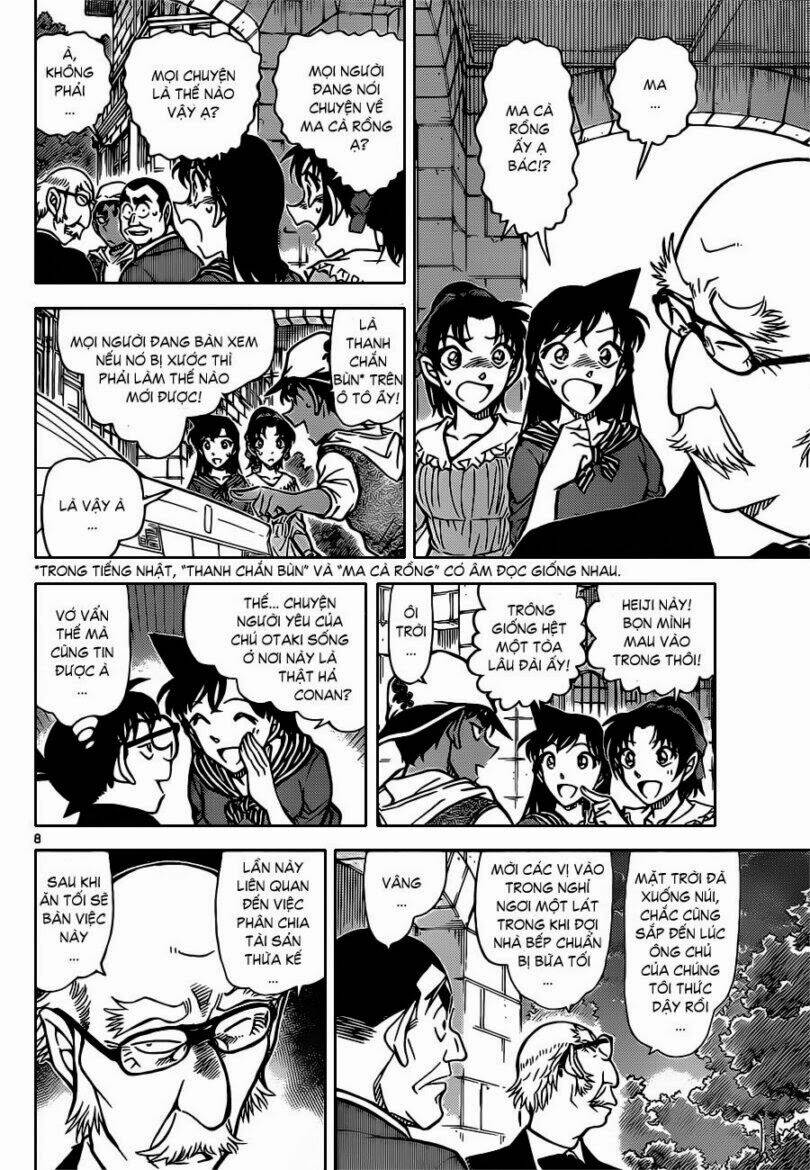 MA
...
MA CÀ
RỒNG
ẤY Ạ
BÁC!?
MỌI NGƯỜI
ĐANG NÓI
CHUYỆN VỀ
MA CÀ RỒNG
Ạ?
MỌI CHUYỆN
LÀ THẾ NÀO
VẬY Ạ?
À,
KHÔNG
PHẢI
...
LÀ
THANH
CHẮN
BÙN* TRÊN
Ô TÔ ẤY!
MỌI NGƯỜI ĐANG BÀN XEM
NẾU NÓ BỊ XƯỚC THÌ
PHẢI LÀM THẾ NÀO
MỚI ĐƯỢC!
LÀ VẬY À
...
*TRONG TIẾNG NHẬT, "THANH CHẮN BÙN" VÀ "MA CÀ RỒNG" CÓ ÂM ĐỌC GIỐNG NHAU.
HEIJI NÀY!
BỌN MÌNH
MAU VÀO
TRONG THÔI!
TRÔNG
GIỐNG HỆT
MỘT TÒA
LÂU ĐÀI ẤY!
ÔI
TRỜI
...
THẾ... CHUYỆN
NGƯỜI YÊU CỦA
CHÚ OTAKI SỐNG
Ở NƠI NÀY LÀ
THẬT HẢ
CONAN?
VỚ VẨN
THẾ MÀ
CŨNG TIN
ĐƯỢC À
...
8
MẶT TRỜI ĐÃ
XUỐNG NÚI,
CHẮC CŨNG
SẮP ĐẾN LÚC
ÔNG CHỦ
CỦA CHÚNG
TÔI THỨC
DẬY RỒI
...
MỜI CÁC VỊ VÀO
TRONG NGHỈ
NGƠI MỘT LÁT
TRONG KHI ĐỢI
NHÀ BẾP CHUẨN
BỊ BỮA TỐI
...
VÂNG
...
LẦN NÀY
LIÊN QUAN
ĐẾN VIỆC
PHÂN CHIA
TÀI SẢN
THỪA KẾ
...
SAU KHI
ĂN TỐI SẼ
BÀN VIỆC
NÀY ...